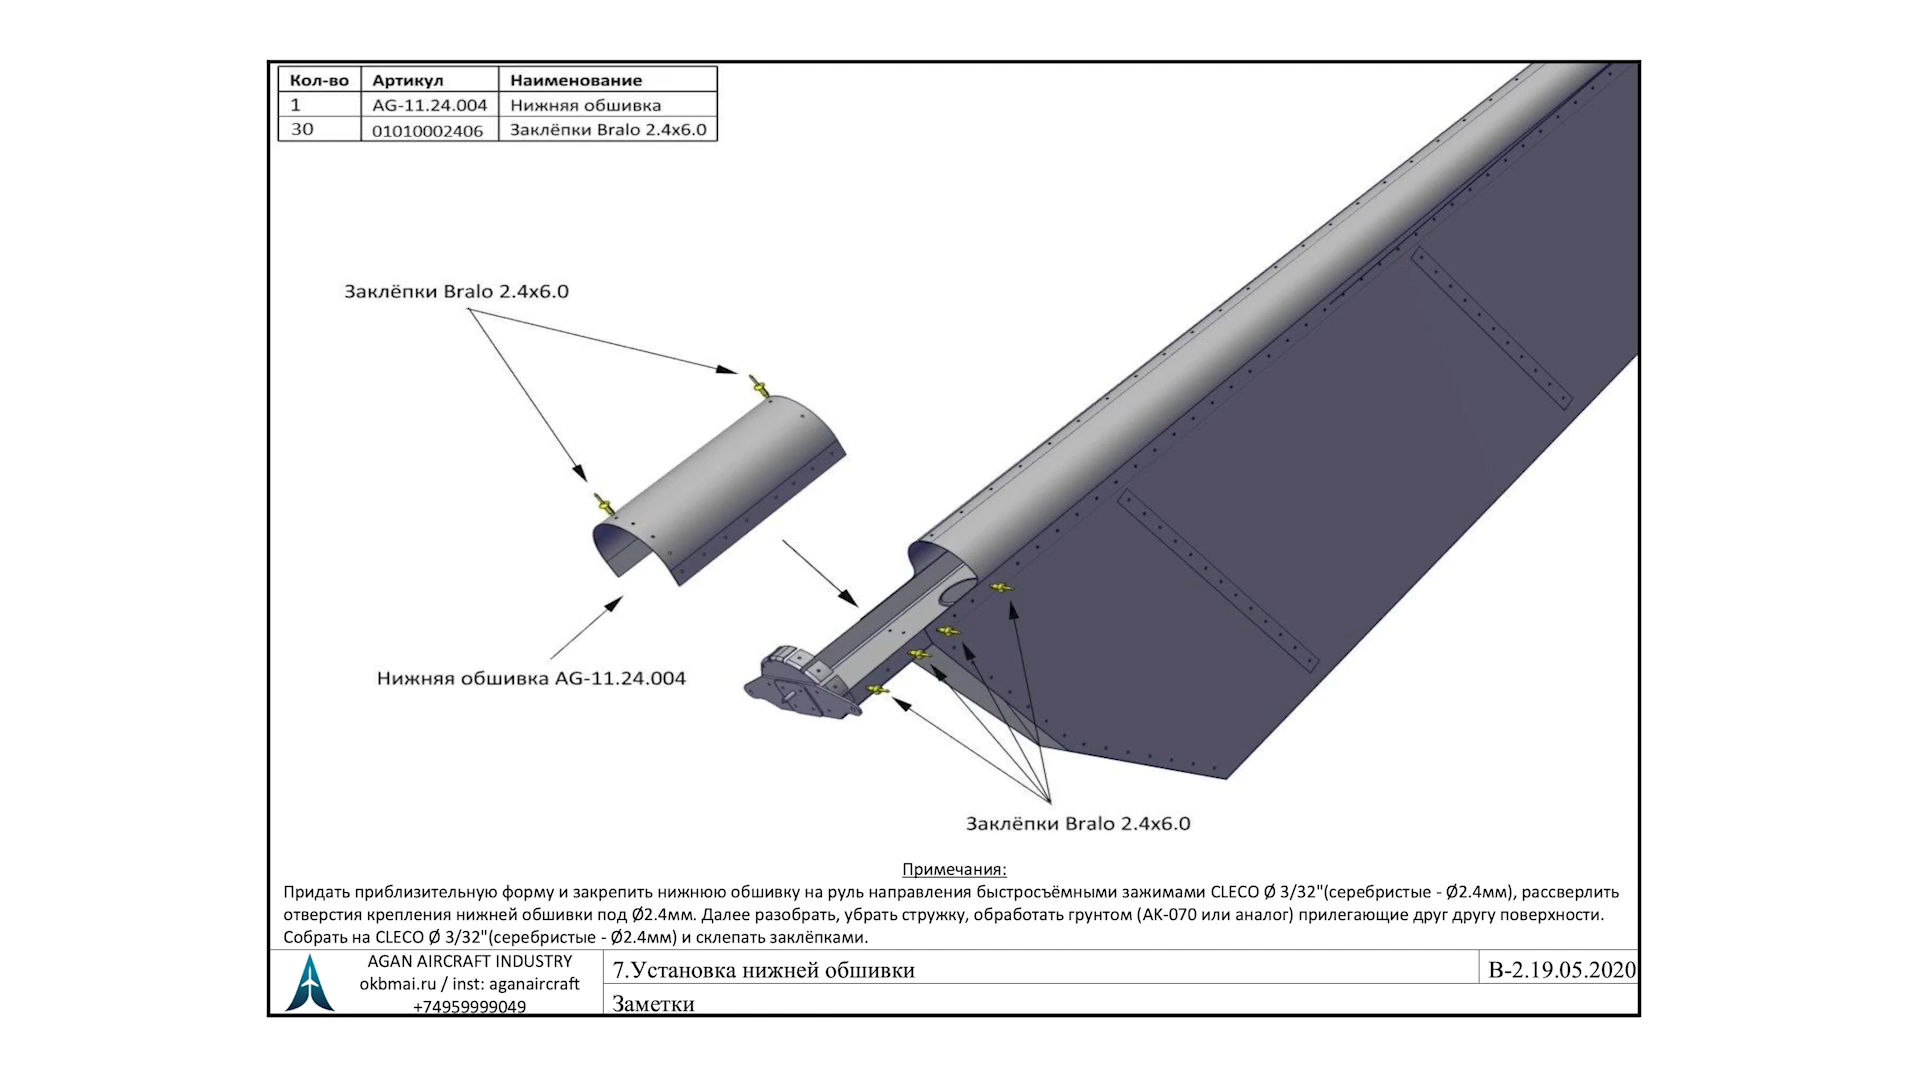 Кол-во Артикул Наименование
1 AG-11.24.004 Нижняя обшивка
30 01010002406 Заклёпки Bralo 2.4x6.0
Заклёпки Bralo 2.4x6.0
Нижняя обшивка AG-11.24.004
Заклёпки Bralo 2.4x6.0
Примечания:
Придать приблизительную форму и закрепить нижнюю обшивку на руль направления быстросъёмными зажимами CLECO Ø 3/32"(серебристые - Ø2.4мм), рассверлить
отверстия крепления нижней обшивки под Ø2.4мм. Далее разобрать, убрать стружку, обработать грунтом (АК-070 или аналог) прилегающие друг другу поверхности.
Собрать на CLECO Ø 3/32"(серебристые - Ø2.4мм) и склепать заклёпками.
AGAN AIRCRAFT INDUSTRY
okbmai.ru / inst: aganaircraft
+74959999049
7.Установка нижней обшивки
В-2.19.05.2020
Заметки